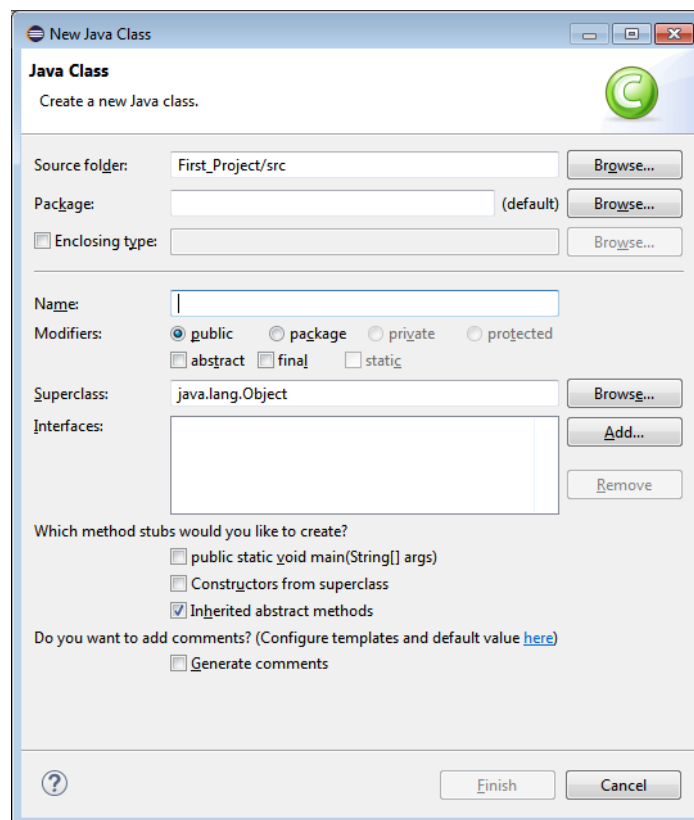 New Java Class
Java Class
Create a new Java class.
Source folder: First_Project/src Browse...
Package: (default) Browse...
Enclosing type: Browse...
Name:
Modifiers: public package private protected
abstract final static
Superclass: java.lang.Object Browse...
Interfaces: Add...
Remove
Which method stubs would you like to create?
public static void main(String[] args)
Constructors from superclass
Inherited abstract methods
Do you want to add comments? (Configure templates and default value here)
Generate comments
? Finish Cancel